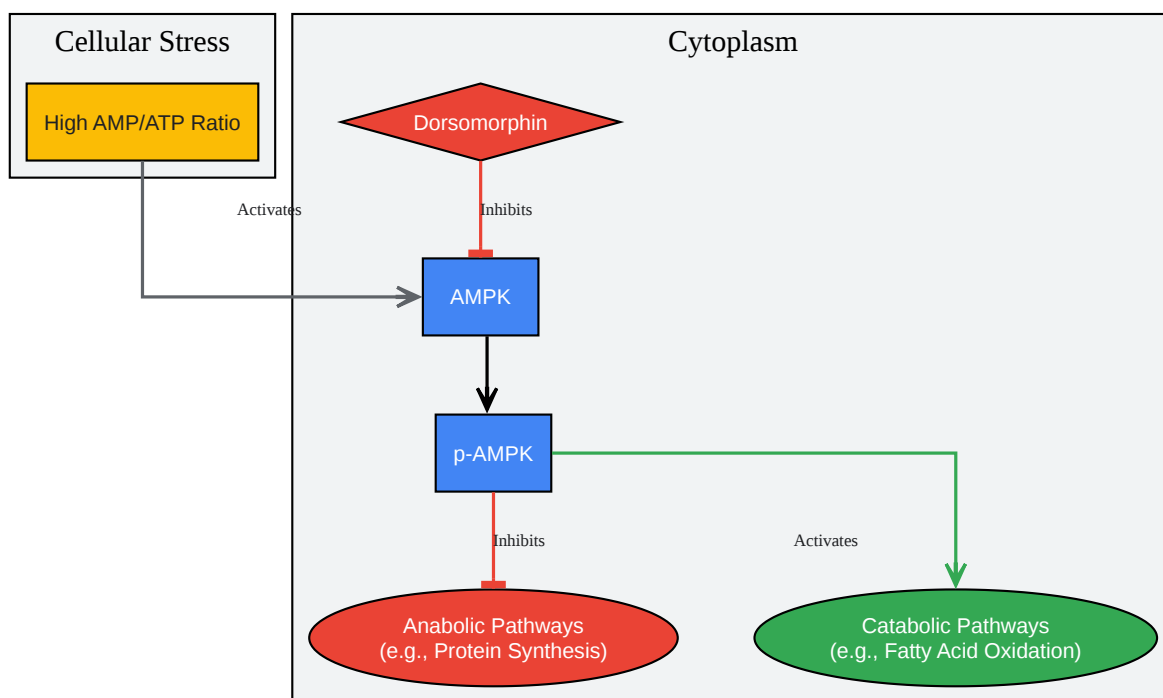 Cellular Stress
Cytoplasm
High AMP/ATP Ratio
Dorsomorphin
Activates
Inhibits
AMPK
p-AMPK
Inhibits
Activates
Anabolic Pathways
(e.g., Protein Synthesis)
Catabolic Pathways
(e.g., Fatty Acid Oxidation)